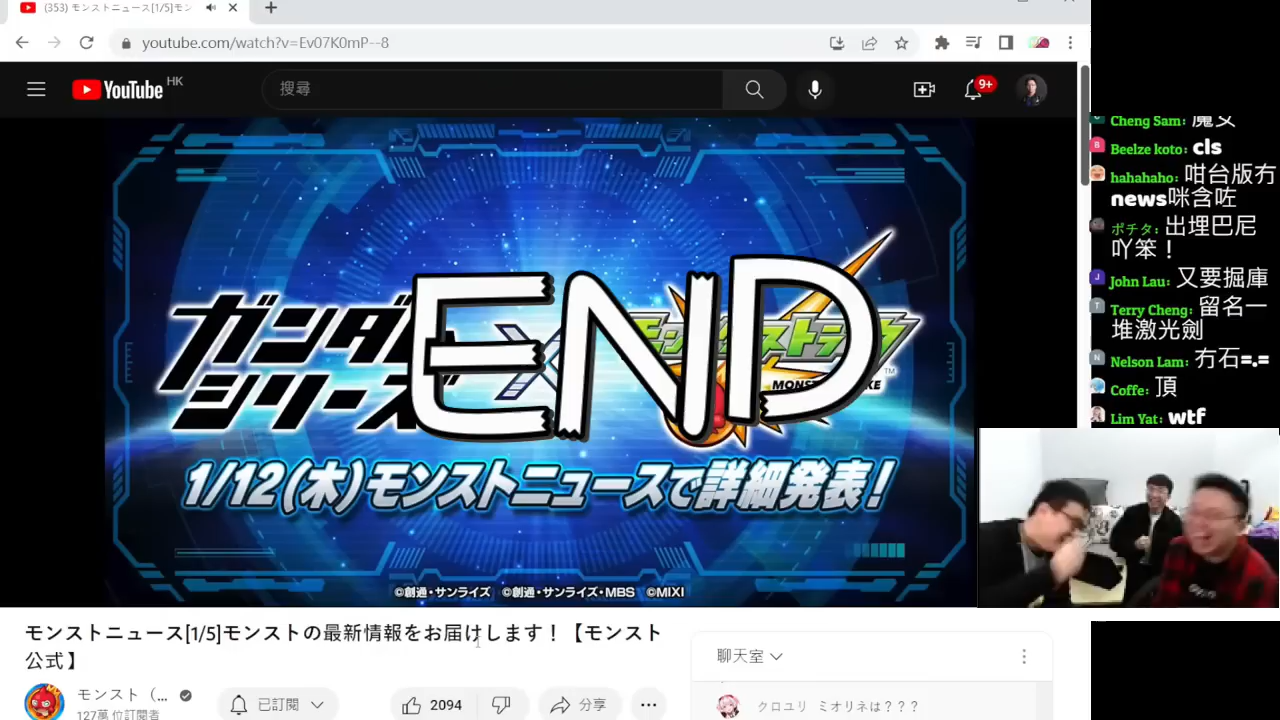 (353) モンストニュース[1/5]モン
youtube.com/watch?v=Ev07K0mP--8
YouTube HK
搜尋
9+
ガンダム
シリーズ
モンスターストライク
MONSTER STRIKE
TM
END
1/12(木)モンストニュースで詳細発表!
©創通・サンライズ ©創通・サンライズ・MBS ©MIXI
モンストニュース[1/5]モンストの最新情報をお届けします！【モンスト
公式】
モンスト（...
127萬 位訂閱者
已訂閱
2094
分享
聊天室
クロユリ ミオリネは？？？
Cheng Sam: 魔女
Beelze koto: cls
hahahaho: 咁台版冇
news咪含咗
ポチタ: 出埋巴尼
吖笨！
John Lau: 又要掘庫
Terry Cheng: 留名一
堆激光劍
Nelson Lam: 冇石=.=
Coffe: 頂
Lim Yat: wtf